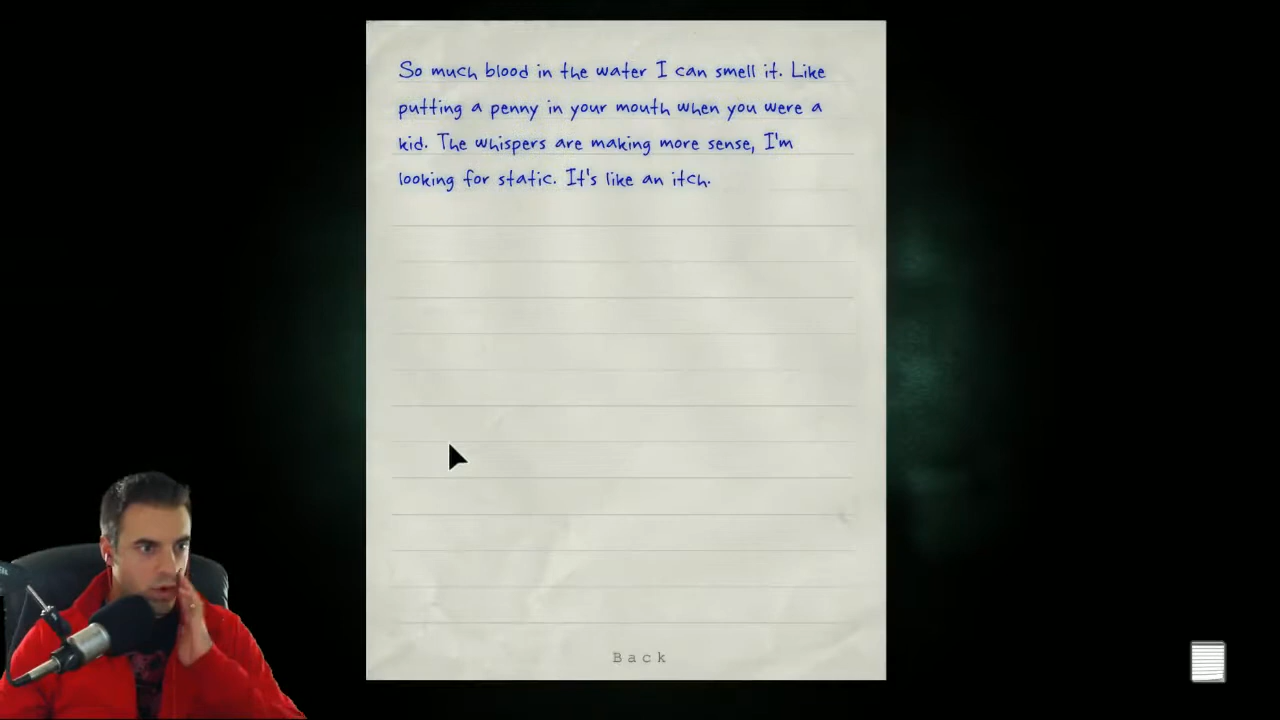 So much blood in the water I can smell it. Like
putting a penny in your mouth when you were a
kid. The whispers are making more sense, I'm
looking for static. It's like an itch.
Back